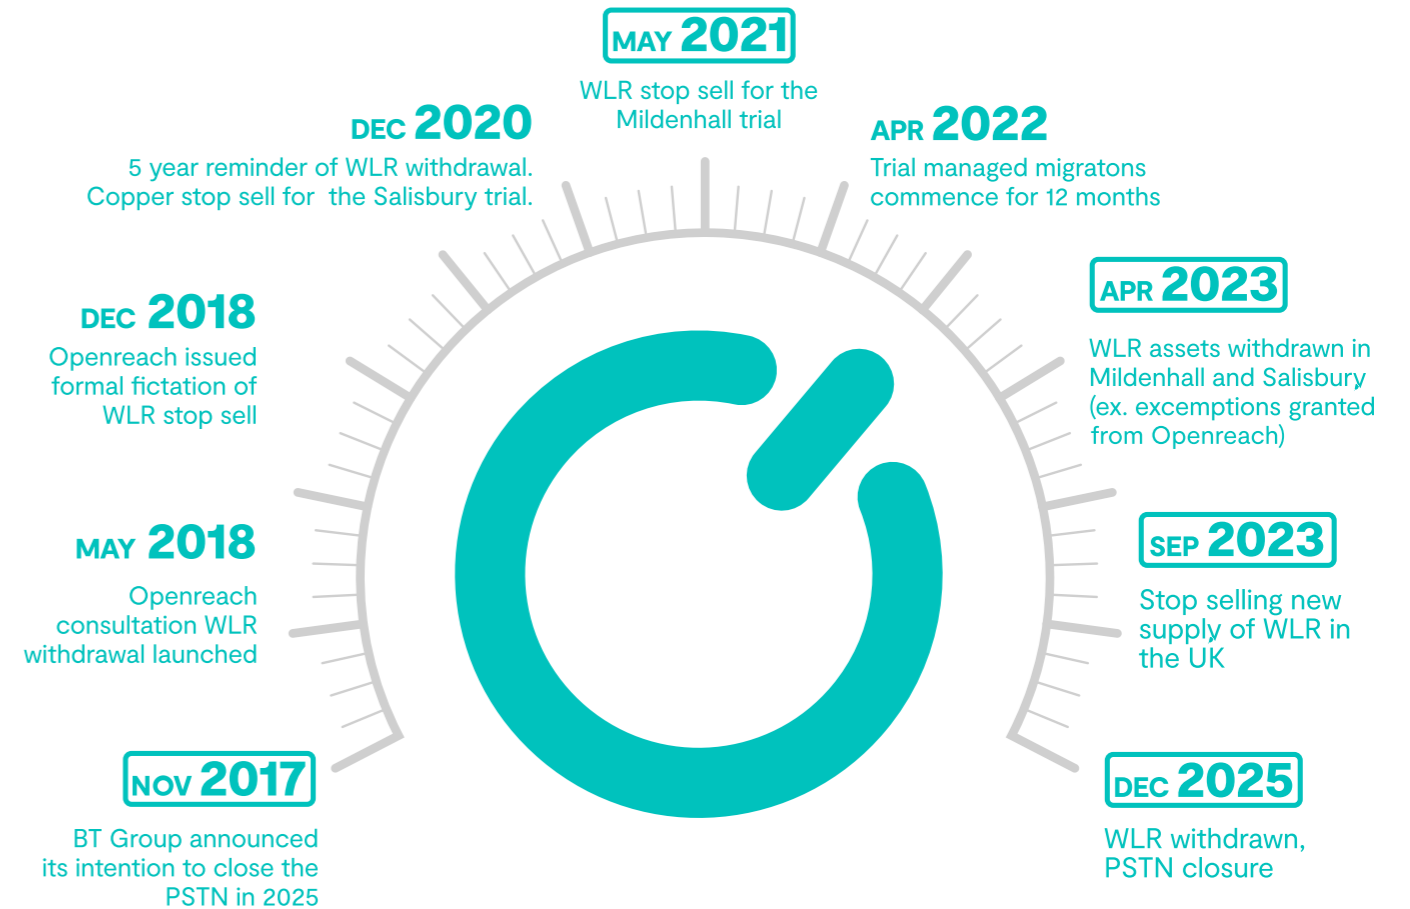 NOV 2017
BT Group announced
its intention to close the
PSTN in 2025
MAY 2018
Openreach
consultation WLR
withdrawal launched
DEC 2018
Openreach issued
formal fictation of
WLR stop sell
DEC 2020
5 year reminder of WLR withdrawal.
Copper stop sell for the Salisbury trial.
MAY 2021
WLR stop sell for the
Mildenhall trial
APR 2022
Trial managed migratons
commence for 12 months
APR 2023
WLR assets withdrawn in
Mildenhall and Salisbury
(ex. excemptions granted
from Openreach)
SEP 2023
Stop selling new
supply of WLR in
the UK
DEC 2025
WLR withdrawn,
PSTN closure